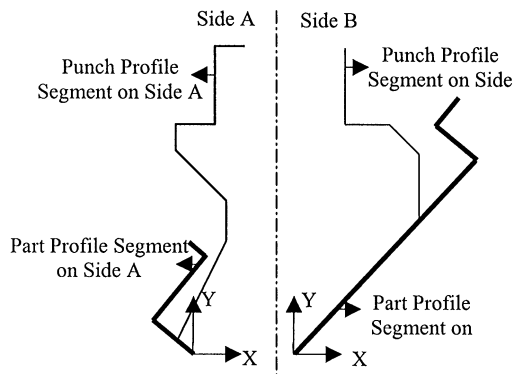 Side A
Side B
Punch Profile
Segment on Side A
Punch Profile
Segment on Side
Part Profile Segment
on Side A
Y
X
Y
X
Part Profile
Segment on